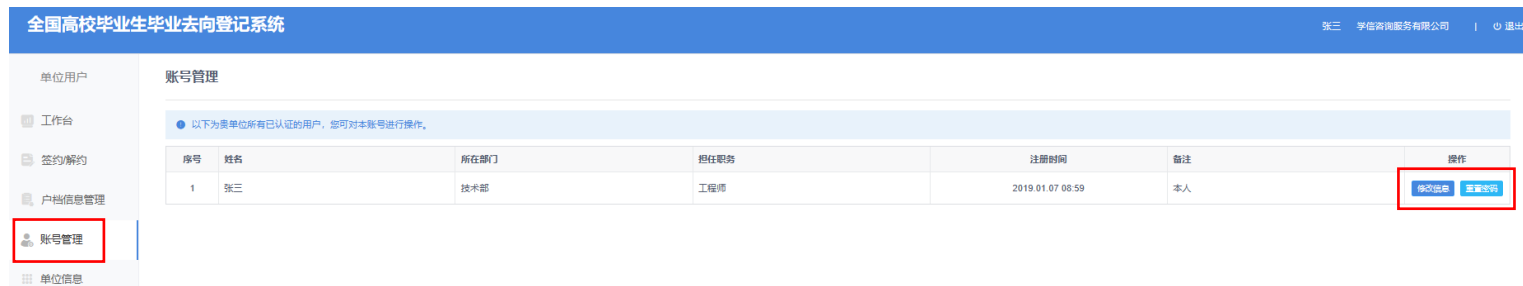 全国高校毕业生毕业去向登记系统
张三 学信咨询服务有限公司 | 退出
单位用户
账号管理
工作台
以下为贵单位所有已认证的用户，您可对本账号进行操作。
签约/解约
序号 姓名 所在部门 担任职务 注册时间 备注 操作
1 张三 技术部 工程师 2019.01.07 08:59 本人 修改信息 重置密码
户档信息管理
账号管理
单位信息